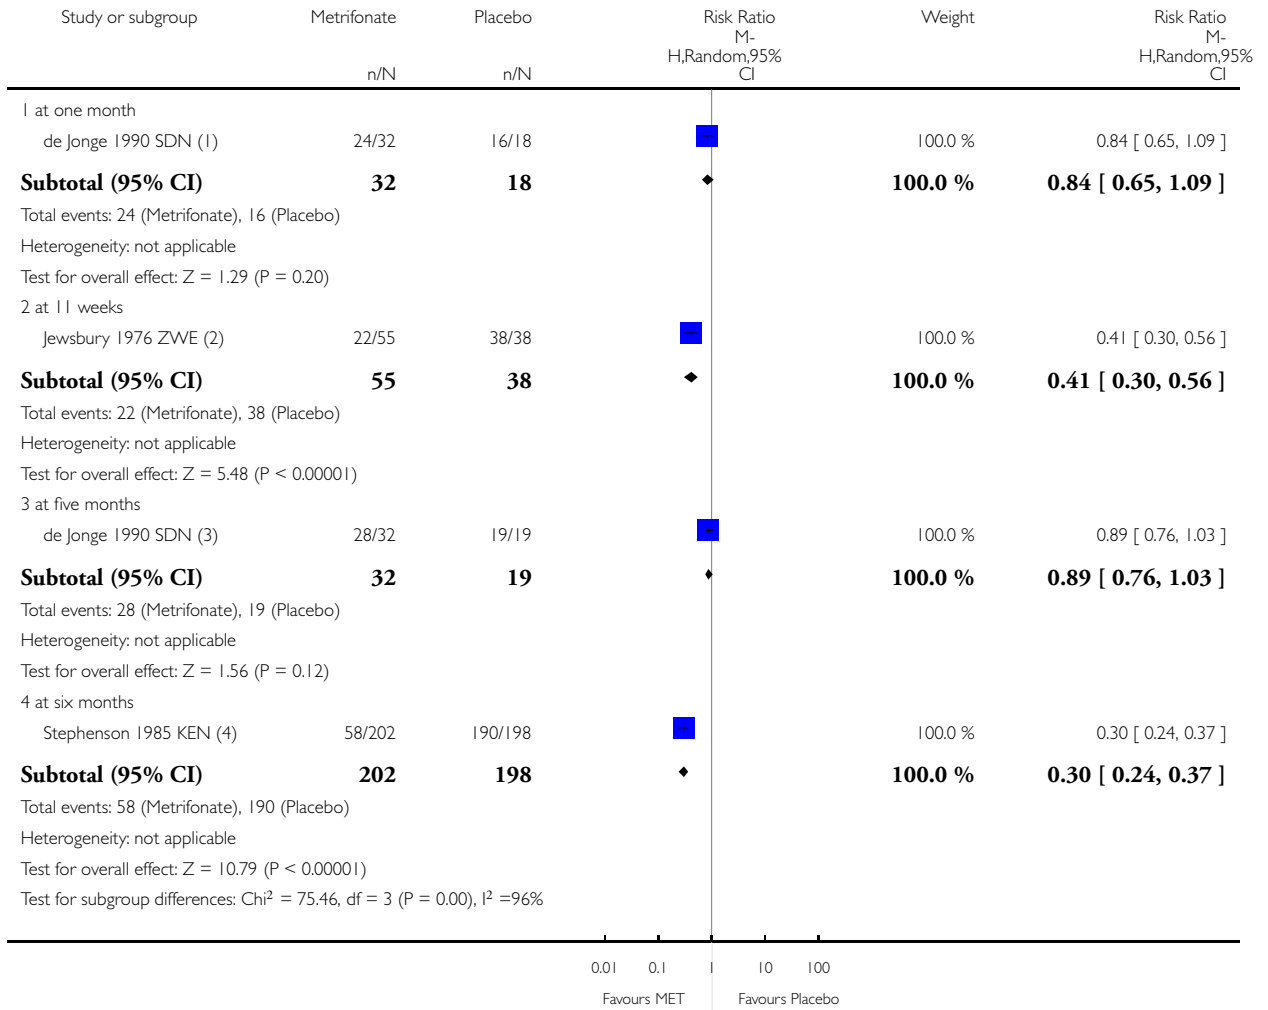 Study or subgroup Metrifonate Placebo Risk Ratio Weight Risk Ratio
M- M-
H,Random,95% H,Random,95%
n/N n/N CI CI
1 at one month
de Jonge 1990 SDN (1) 24/32 16/18 100.0 % 0.84 [ 0.65, 1.09 ]
Subtotal (95% CI) 32 18 100.0 % 0.84 [ 0.65, 1.09 ]
Total events: 24 (Metrifonate), 16 (Placebo)
Heterogeneity: not applicable
Test for overall effect: Z = 1.29 (P = 0.20)
2 at 11 weeks
Jewsbury 1976 ZWE (2) 22/55 38/38 100.0 % 0.41 [ 0.30, 0.56 ]
Subtotal (95% CI) 55 38 100.0 % 0.41 [ 0.30, 0.56 ]
Total events: 22 (Metrifonate), 38 (Placebo)
Heterogeneity: not applicable
Test for overall effect: Z = 5.48 (P < 0.00001)
3 at five months
de Jonge 1990 SDN (3) 28/32 19/19 100.0 % 0.89 [ 0.76, 1.03 ]
Subtotal (95% CI) 32 19 100.0 % 0.89 [ 0.76, 1.03 ]
Total events: 28 (Metrifonate), 19 (Placebo)
Heterogeneity: not applicable
Test for overall effect: Z = 1.56 (P = 0.12)
4 at six months
Stephenson 1985 KEN (4) 58/202 190/198 100.0 % 0.30 [ 0.24, 0.37 ]
Subtotal (95% CI) 202 198 100.0 % 0.30 [ 0.24, 0.37 ]
Total events: 58 (Metrifonate), 190 (Placebo)
Heterogeneity: not applicable
Test for overall effect: Z = 10.79 (P < 0.00001)
Test for subgroup differences: Chi² = 75.46, df = 3 (P = 0.00), I² =96%
0.01 0.1 1 10 100
Favours MET Favours Placebo